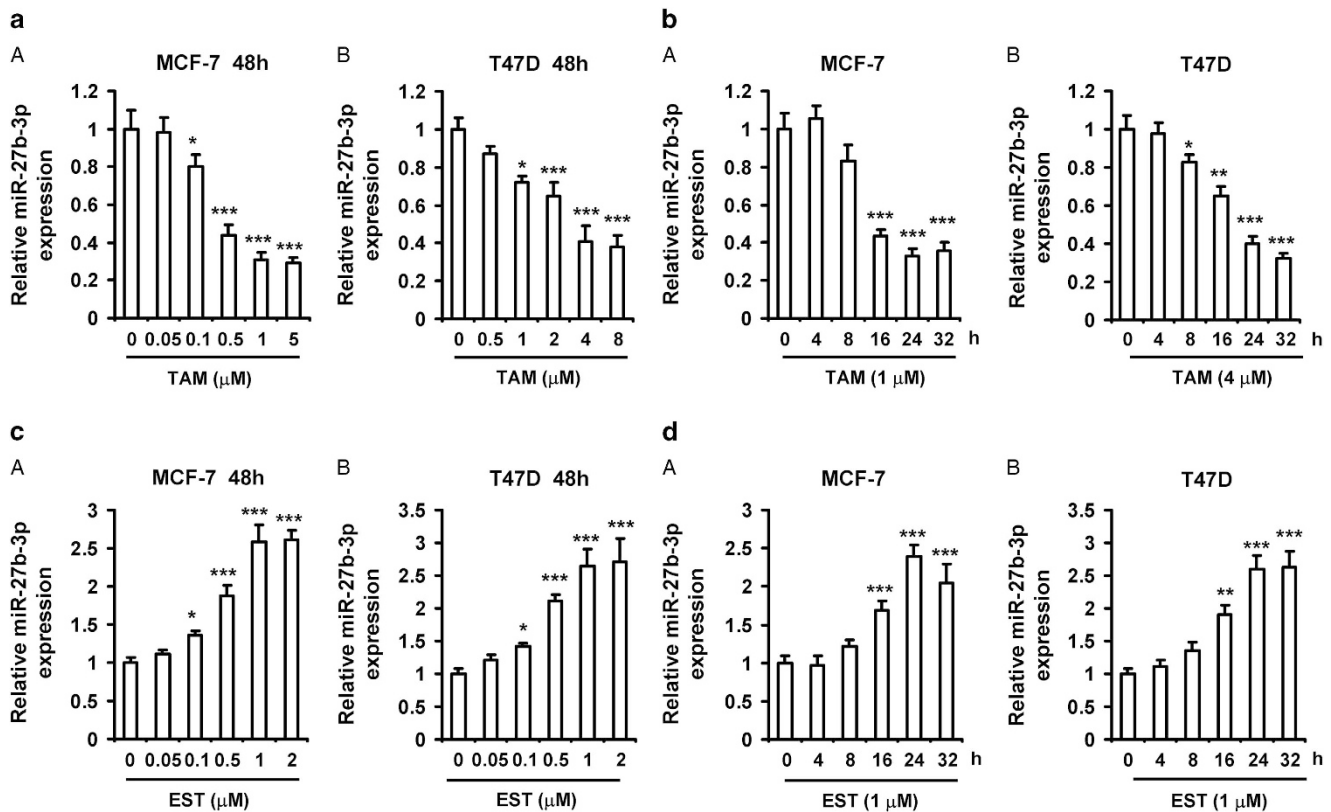 a
A
MCF-7 48h
Relative miR-27b-3p
expression
1.2
1
0.8
0.6
0.4
0.2
0
*
***
***
***
0 0.05 0.1 0.5 1 5
TAM (μM)
B
T47D 48h
Relative miR-27b-3p
expression
1.2
1
0.8
0.6
0.4
0.2
0
*
***
***
***
0 0.5 1 2 4 8
TAM (μM)
b
A
MCF-7
Relative miR-27b-3p
expression
1.2
1
0.8
0.6
0.4
0.2
0
***
***
***
0 4 8 16 24 32 h
TAM (1 μM)
B
T47D
Relative miR-27b-3p
expression
1.2
1
0.8
0.6
0.4
0.2
0
*
**
***
***
0 4 8 16 24 32 h
TAM (4 μM)
c
A
MCF-7 48h
Relative miR-27b-3p
expression
3
2.5
2
1.5
1
0.5
0
*
***
***
***
0 0.05 0.1 0.5 1 2
EST (μM)
B
T47D 48h
Relative miR-27b-3p
expression
3.5
3
2.5
2
1.5
1
0.5
0
*
***
***
***
0 0.05 0.1 0.5 1 2
EST (μM)
d
A
MCF-7
Relative miR-27b-3p
expression
3
2.5
2
1.5
1
0.5
0
***
***
***
0 4 8 16 24 32 h
EST (1 μM)
B
T47D
Relative miR-27b-3p
expression
3.5
3
2.5
2
1.5
1
0.5
0
**
***
***
0 4 8 16 24 32 h
EST (1 μM)